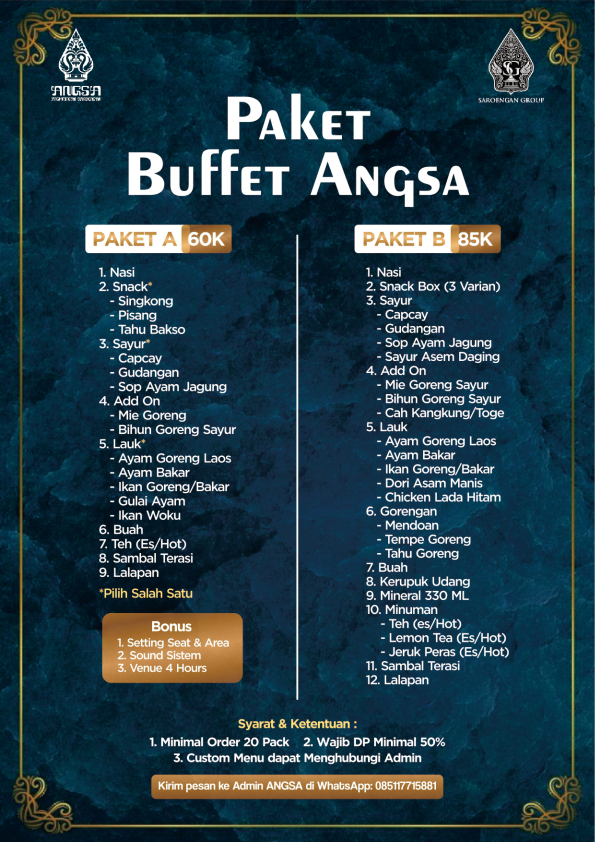 ANGSA
SAROENGAN GROUP
Paket
Buffet Angsa
PAKET A 60K
1. Nasi
2. Snack*
- Singkong
- Pisang
- Tahu Bakso
3. Sayur*
- Capcay
- Gudangan
- Sop Ayam Jagung
4. Add On
- Mie Goreng
- Bihun Goreng Sayur
5. Lauk*
- Ayam Goreng Laos
- Ayam Bakar
- Ikan Goreng/Bakar
- Gulai Ayam
- Ikan Woku
6. Buah
7. Teh (Es/Hot)
8. Sambal Terasi
9. Lalapan
*Pilih Salah Satu
Bonus
1. Setting Seat & Area
2. Sound Sistem
3. Venue 4 Hours
PAKET B 85K
1. Nasi
2. Snack Box (3 Varian)
3. Sayur
- Capcay
- Gudangan
- Sop Ayam Jagung
- Sayur Asem Daging
4. Add On
- Mie Goreng Sayur
- Bihun Goreng Sayur
- Cah Kangkung/Toge
5. Lauk
- Ayam Goreng Laos
- Ayam Bakar
- Ikan Goreng/Bakar
- Dori Asam Manis
- Chicken Lada Hitam
6. Gorengan
- Mendoan
- Tempe Goreng
- Tahu Goreng
7. Buah
8. Kerupuk Udang
9. Mineral 330 ML
10. Minuman
- Teh (es/Hot)
- Lemon Tea (Es/Hot)
- Jeruk Peras (Es/Hot)
11. Sambal Terasi
12. Lalapan
Syarat & Ketentuan :
1. Minimal Order 20 Pack 2. Wajib DP Minimal 50%
3. Custom Menu dapat Menghubungi Admin
Kirim pesan ke Admin ANGSA di WhatsApp: 085117715881